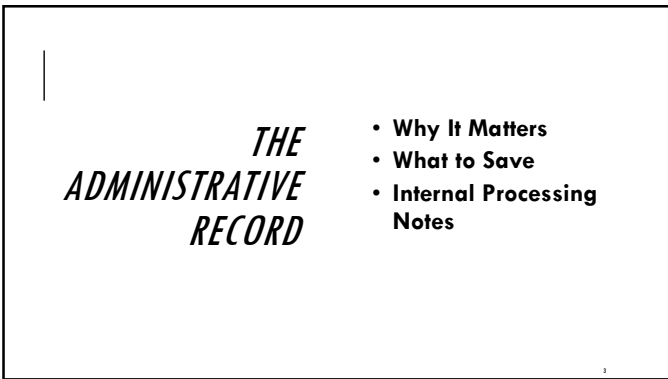 THE
ADMINISTRATIVE
RECORD
• Why It Matters
• What to Save
• Internal Processing
Notes
3